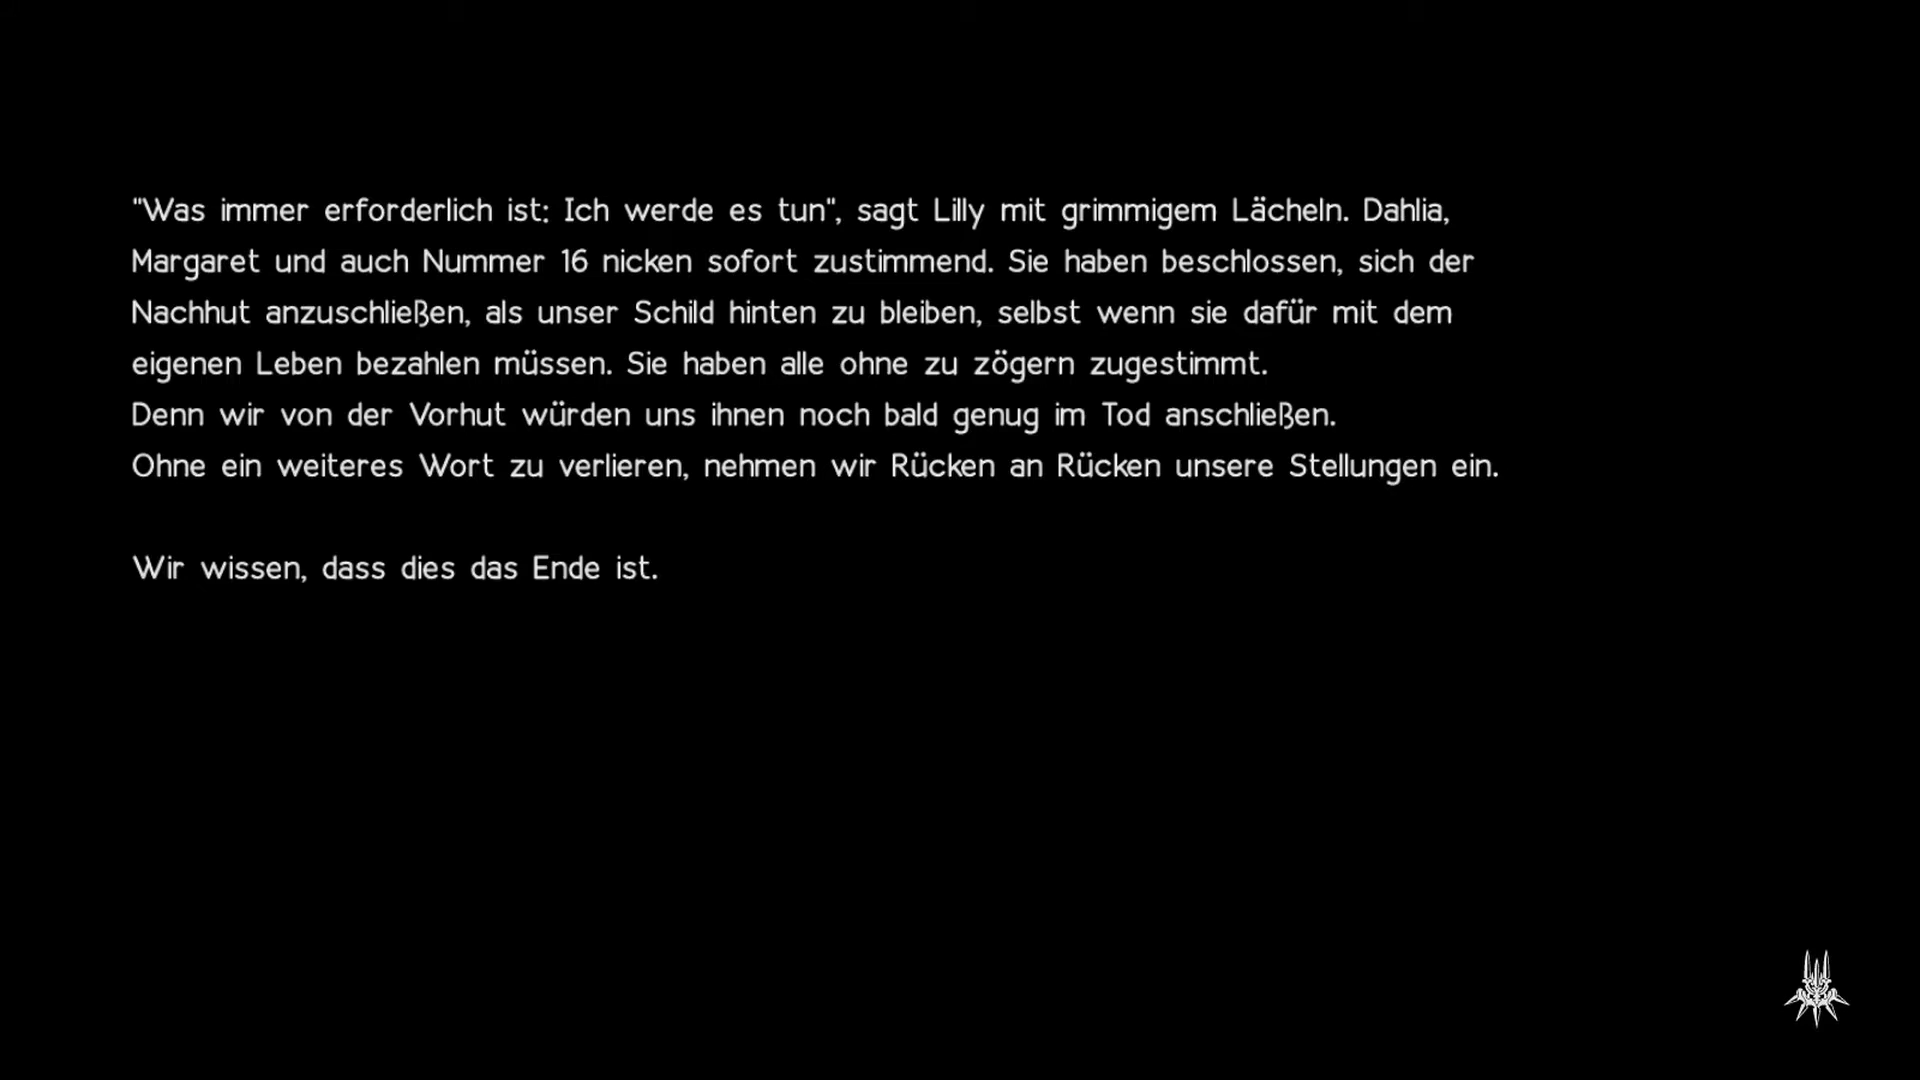 "Was immer erforderlich ist: Ich werde es tun", sagt Lilly mit grimmigem Lächeln. Dahlia,
Margaret und auch Nummer 16 nicken sofort zustimmend. Sie haben beschlossen, sich der
Nachhut anzuschließen, als unser Schild hinten zu bleiben, selbst wenn sie dafür mit dem
eigenen Leben bezahlen müssen. Sie haben alle ohne zu zögern zugestimmt.
Denn wir von der Vorhut würden uns ihnen noch bald genug im Tod anschließen.
Ohne ein weiteres Wort zu verlieren, nehmen wir Rücken an Rücken unsere Stellungen ein.
Wir wissen, dass dies das Ende ist.